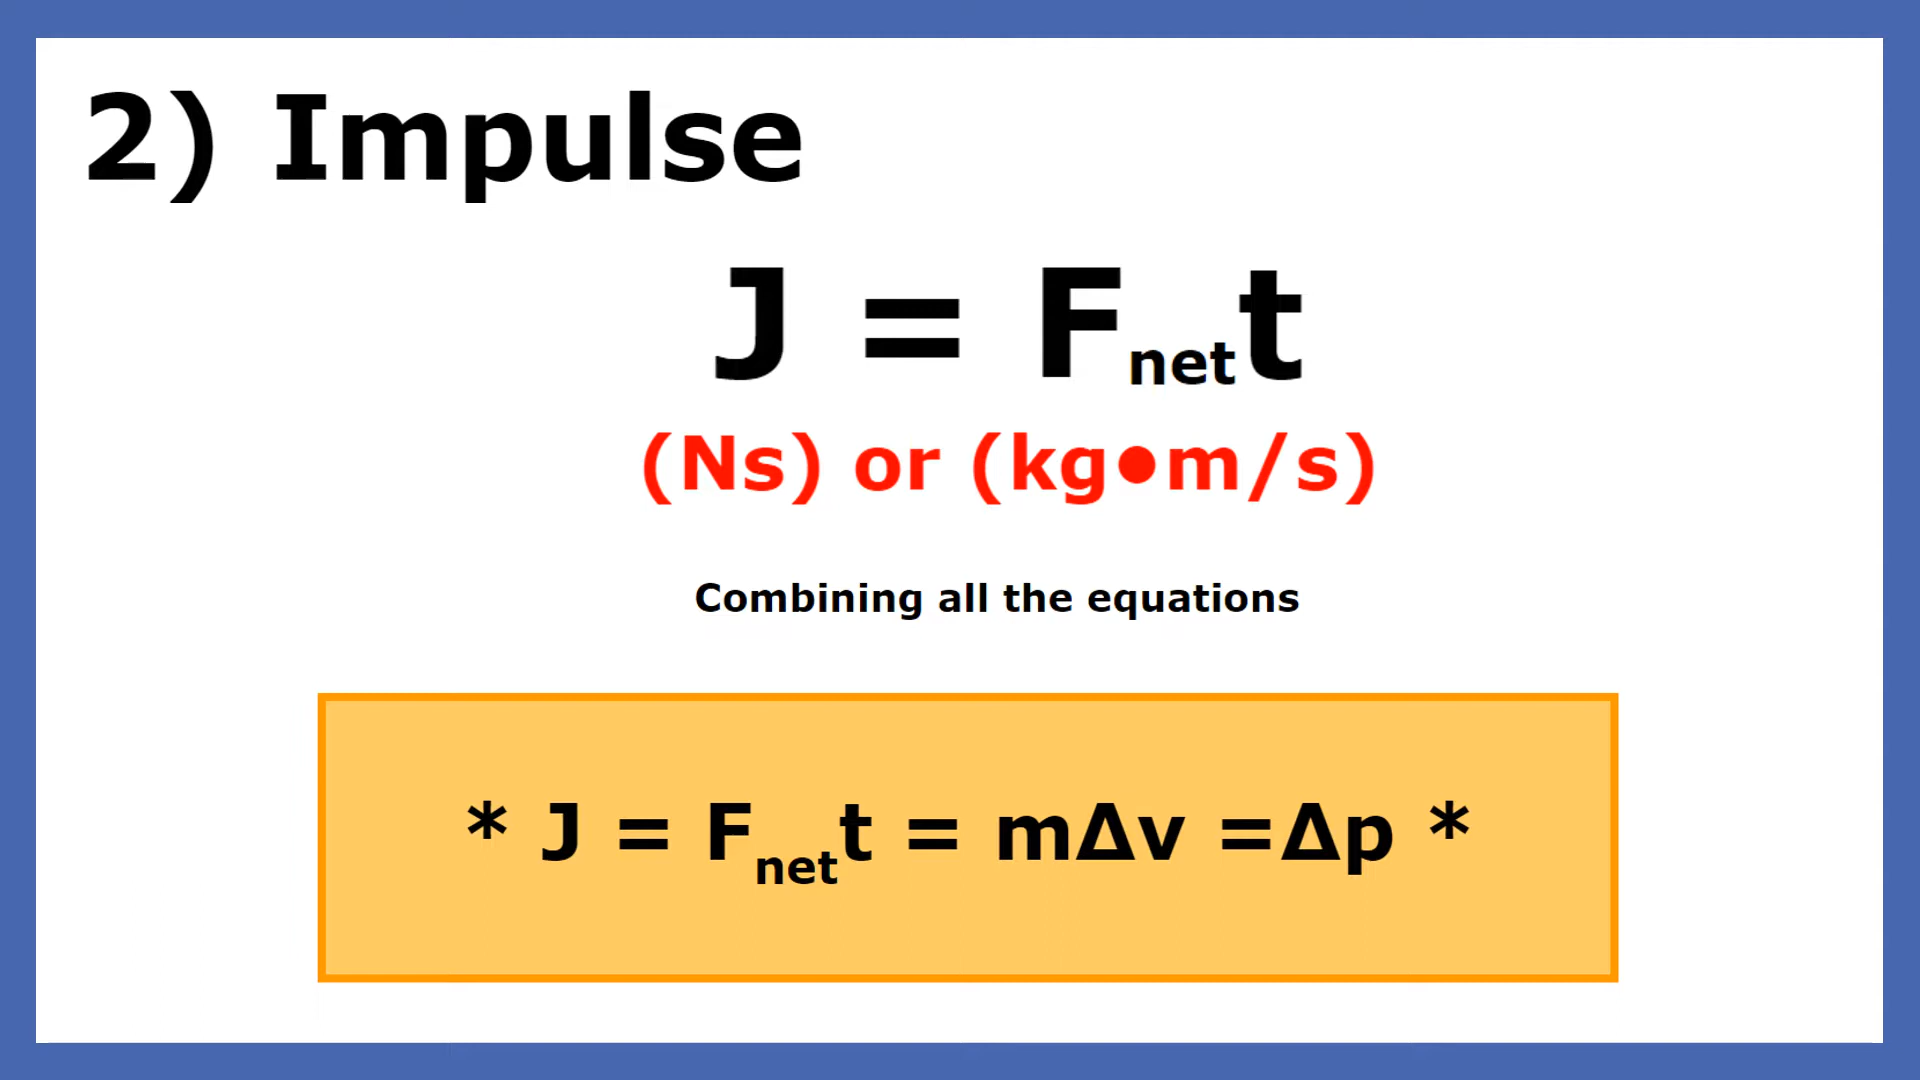 2) Impulse
J = Fnett
(Ns) or (kg●m/s)
Combining all the equations
* J = Fnett = mΔv =Δp *